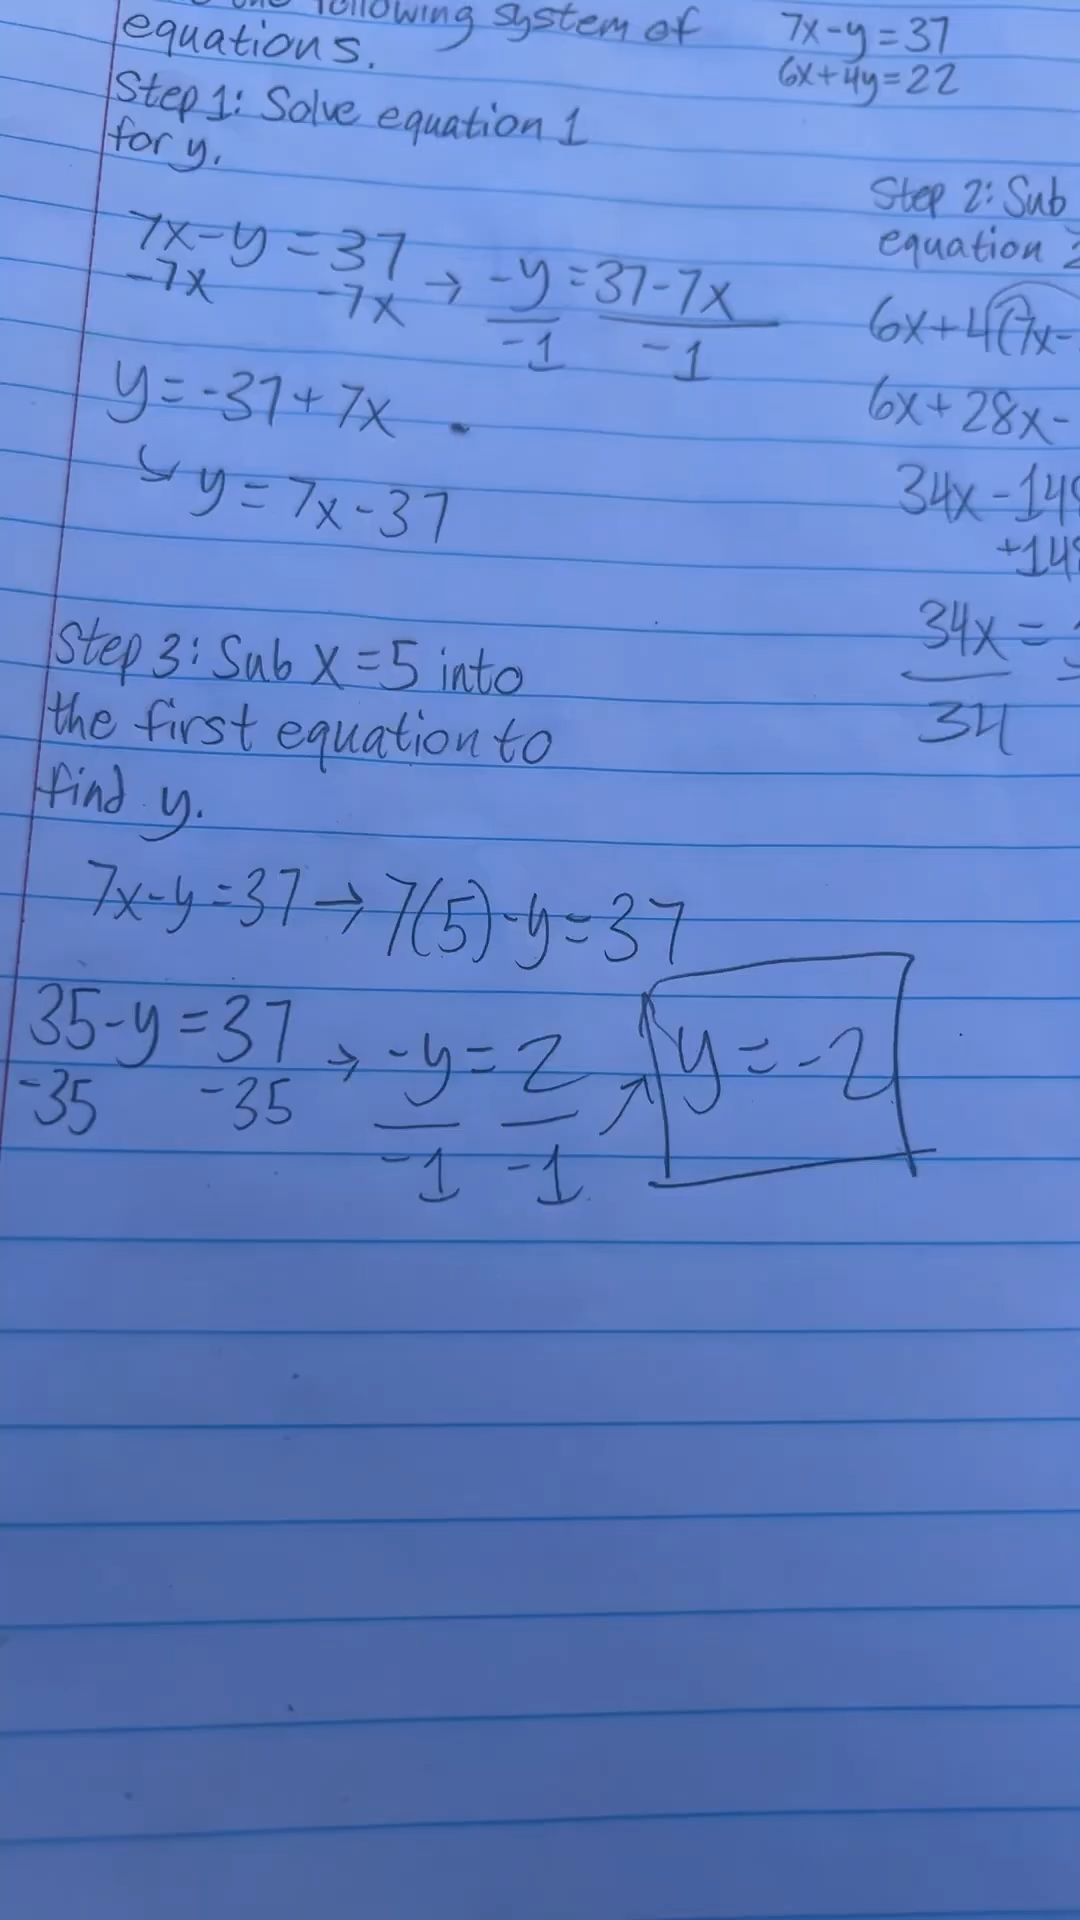 following system of
equations.
7x-y=37
6x+4y=22
Step 1: Solve equation 1
for y.
7x-y=37
-7x -7x
→ -y=37-7x
-1 -1
y=-37+7x
↳ y=7x-37
Step 2: Sub
equation
6x+4(7x-
6x+28x-
34x-148
+148
34x=
34
Step 3: Sub x=5 into
the first equation to
find y.
7x-y=37→7(5)-y=37
35-y=37 → -y=2 ↗ y=-2
-35 -35 -1 -1